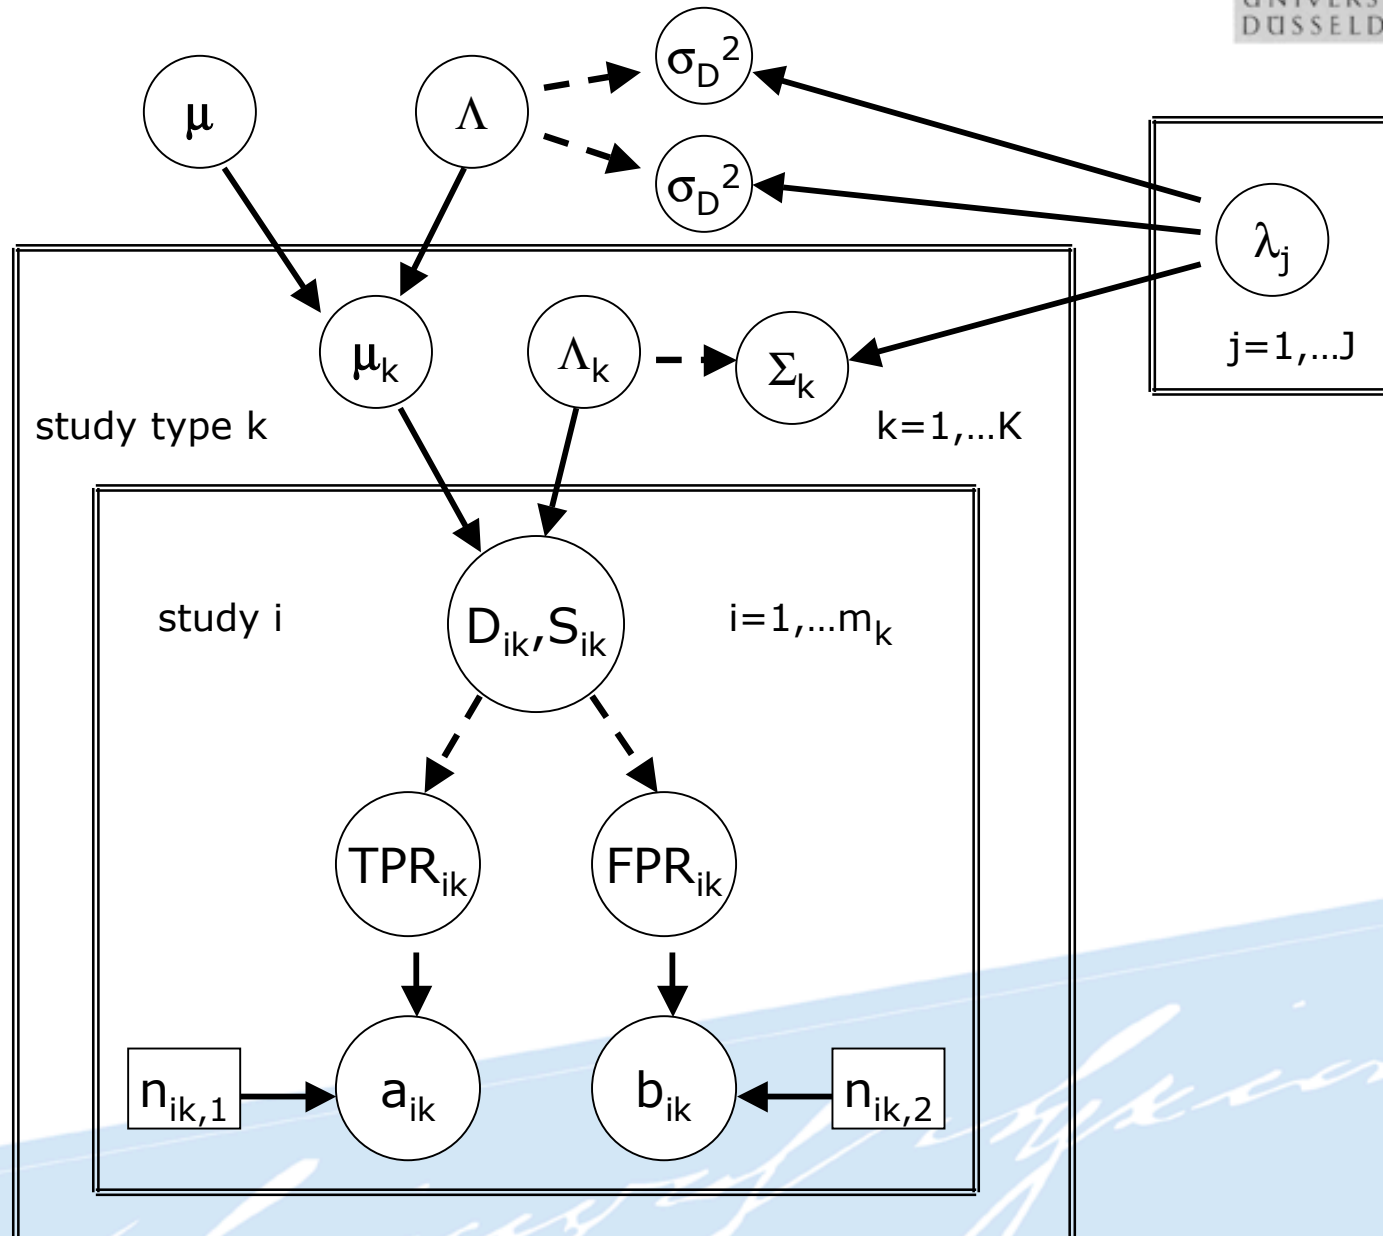 UNIVERS
DÜSSELD
μ
Λ
σD²
σD²
λj
j=1,...J
μk
Λk
Σk
study type k
k=1,...K
study i
Dik,Sik
i=1,...mk
TPRik
FPRik
nik,1
aik
bik
nik,2